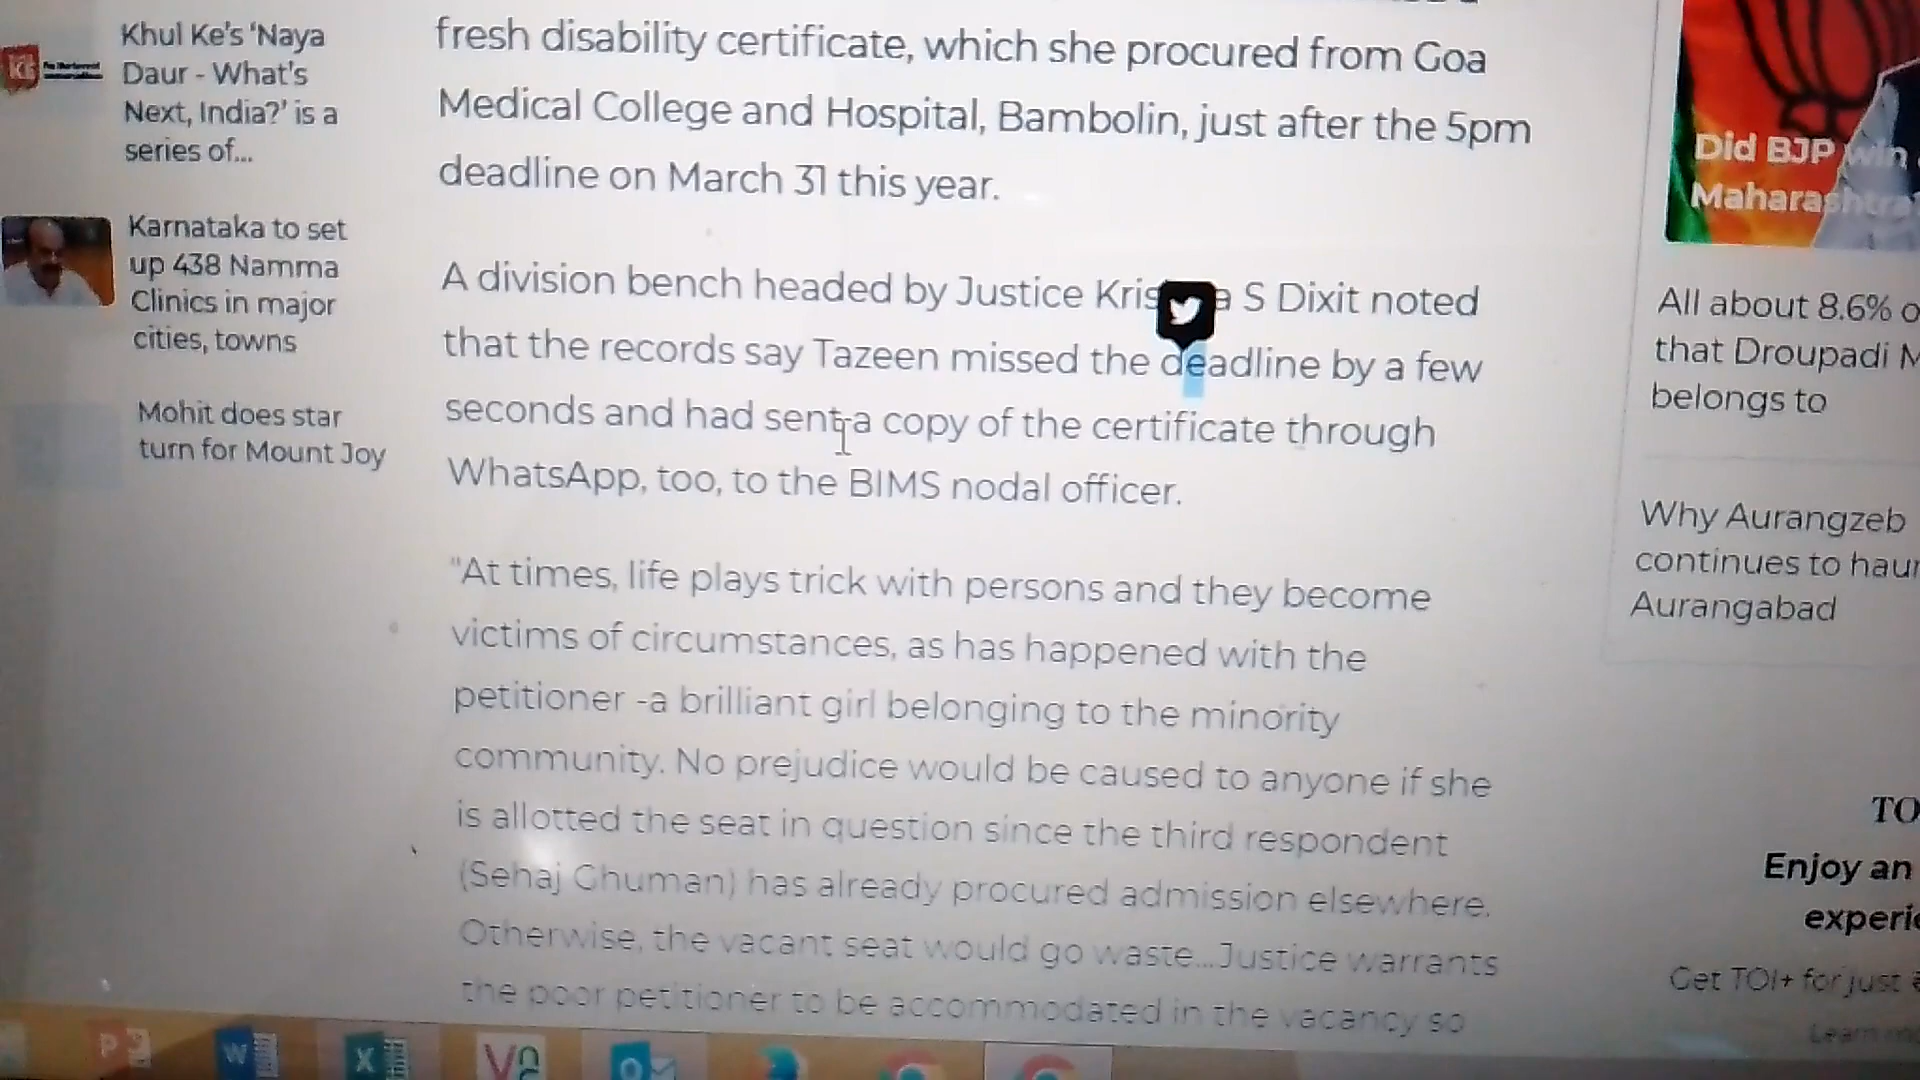 Khul Ke's 'Naya
Daur - What's
Next, India?' is a
series of...
Karnataka to set
up 438 Namma
Clinics in major
cities, towns
Mohit does star
turn for Mount Joy
fresh disability certificate, which she procured from Goa
Medical College and Hospital, Bambolin, just after the 5pm
deadline on March 31 this year.
A division bench headed by Justice Kris a S Dixit noted
that the records say Tazeen missed the deadline by a few
seconds and had sent a copy of the certificate through
WhatsApp, too, to the BIMS nodal officer.
"At times, life plays trick with persons and they become
victims of circumstances, as has happened with the
petitioner -a brilliant girl belonging to the minority
community. No prejudice would be caused to anyone if she
is allotted the seat in question since the third respondent
(Sehaj Ghuman) has already procured admission elsewhere.
Otherwise, the vacant seat would go waste...Justice warrants
the poor petitioner to be accommodated in the vacancy so
Did BJP win
Maharashtra
All about 8.6% o
that Droupadi M
belongs to
Why Aurangzeb
continues to haun
Aurangabad
TO
Enjoy an
experie
Get TOI+ for just ₹
Learn mo